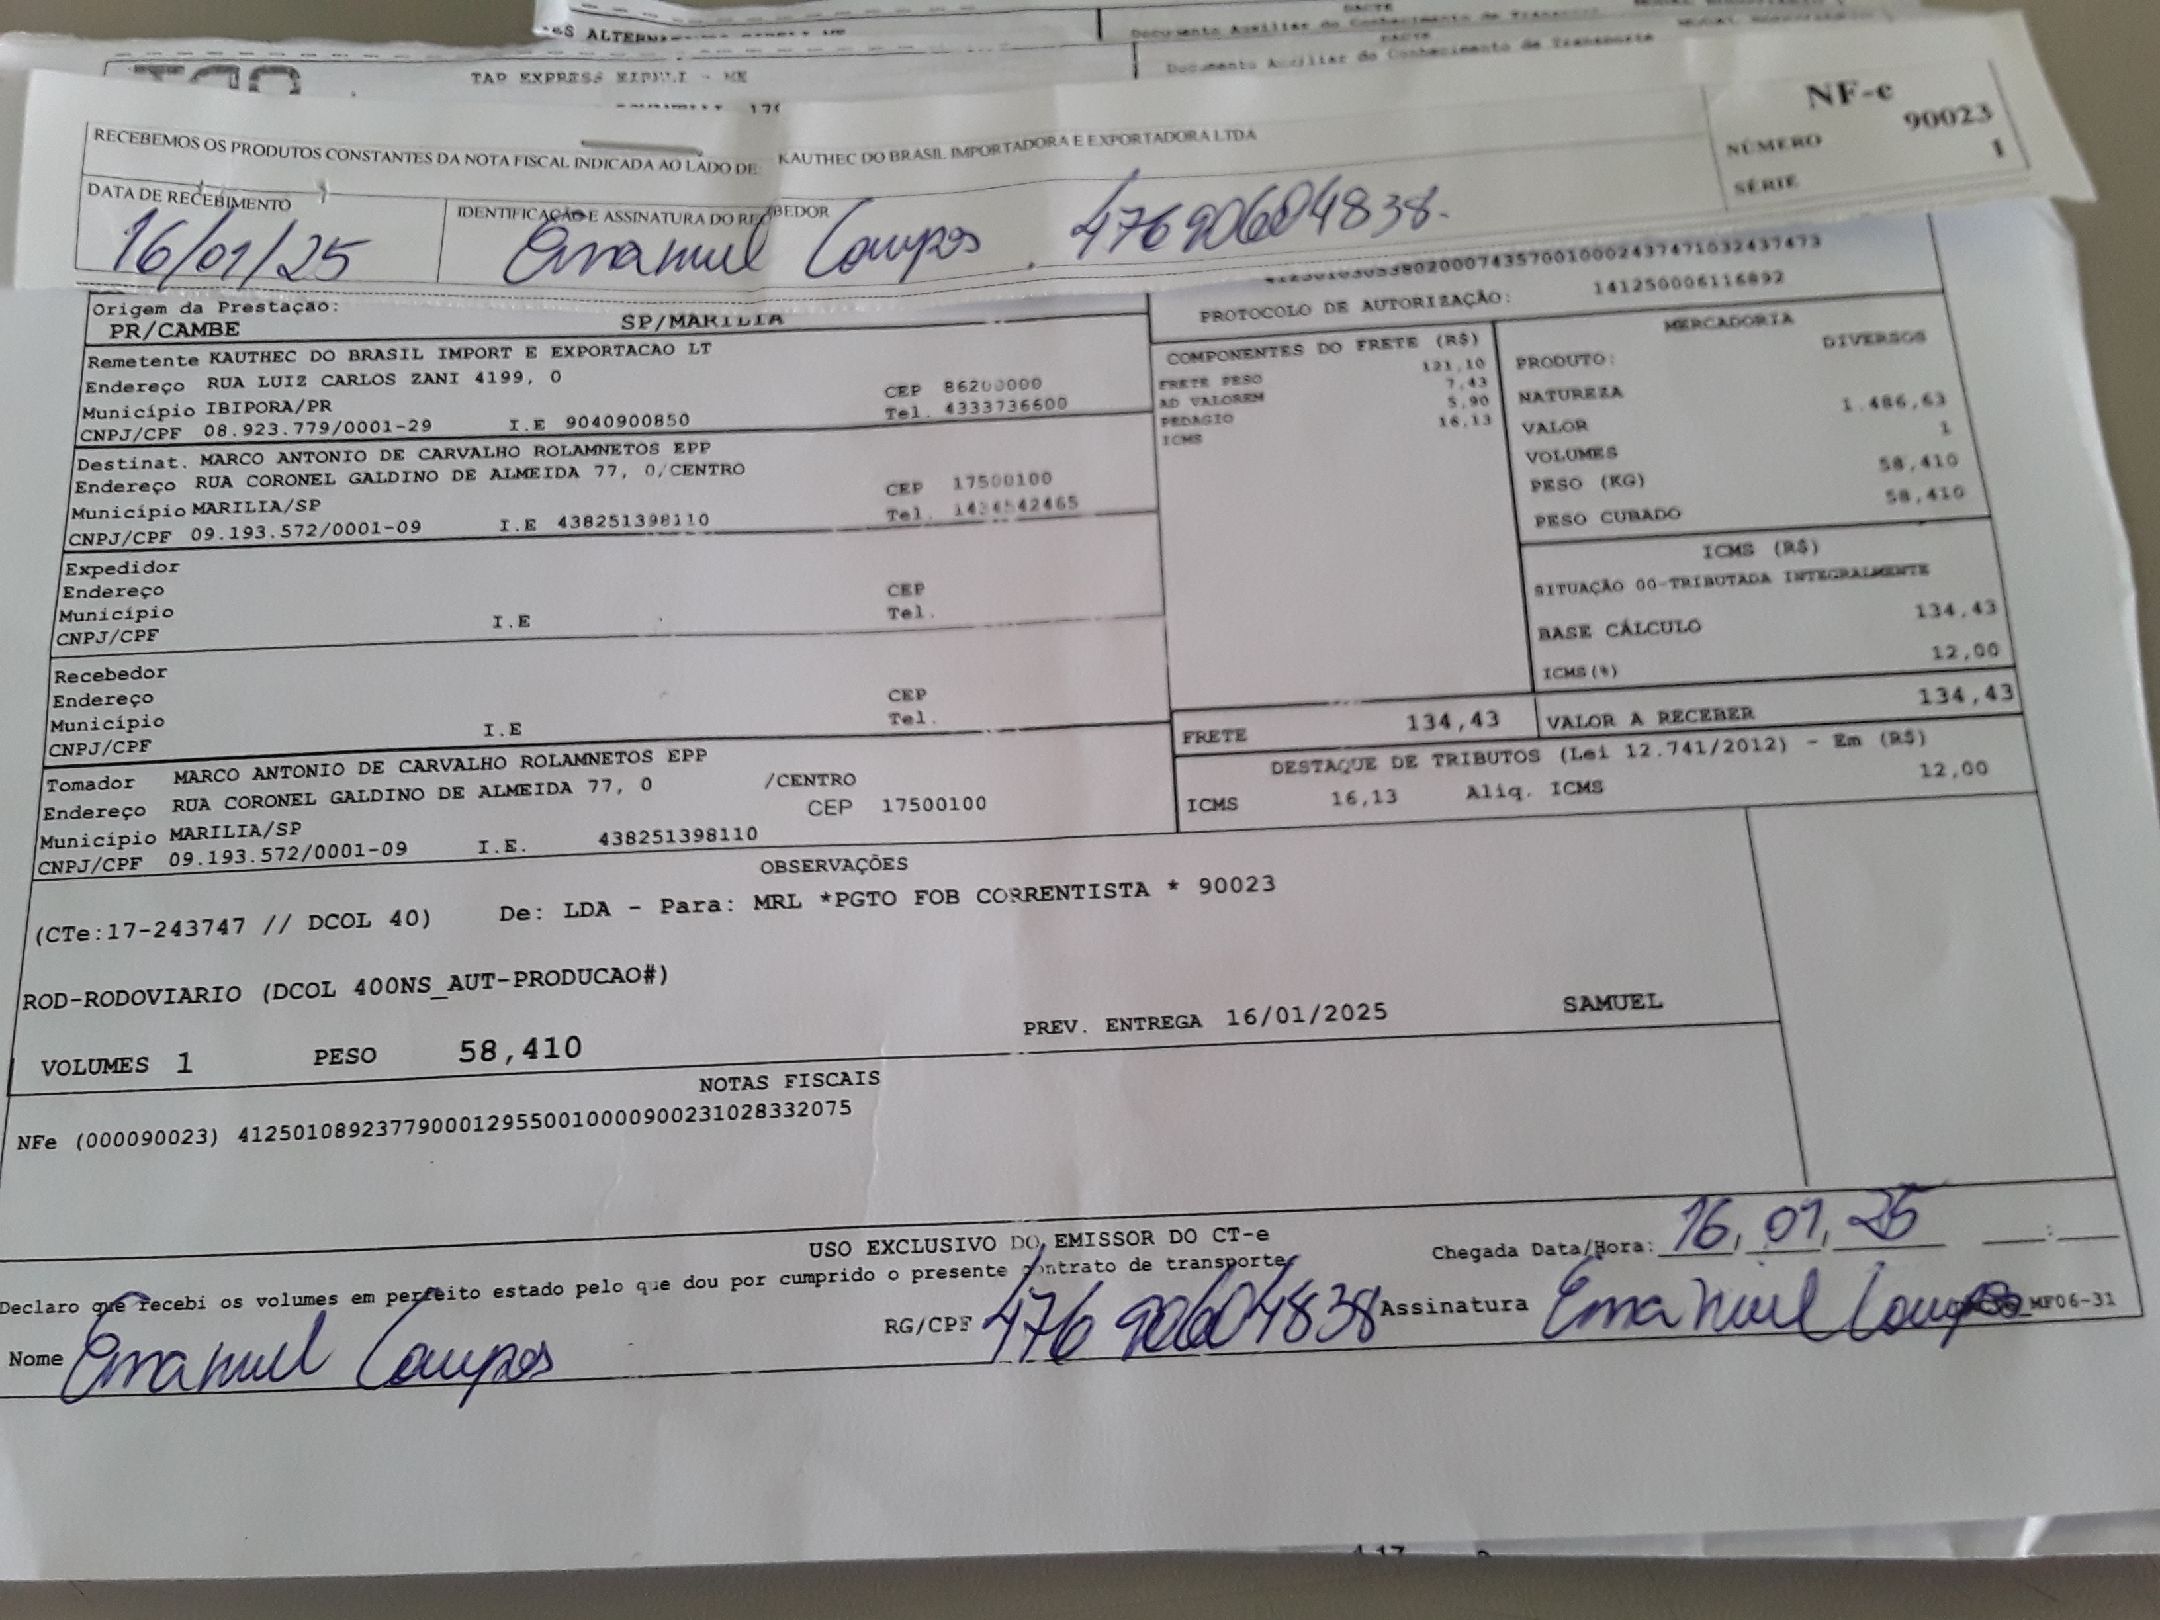 DACTE
Documento Auxiliar do Conhecimento de Transporte
DACTE
TAP EXPRESS EIRELI - ME
Documento Auxiliar do Conhecimento de Transporte
NF-e
RECEBEMOS OS PRODUTOS CONSTANTES DA NOTA FISCAL INDICADA AO LADO DE: KAUTHEC DO BRASIL IMPORTADORA E EXPORTADORA LTDA
NÚMERO 90023
SÉRIE 1
DATA DE RECEBIMENTO IDENTIFICAÇÃO E ASSINATURA DO RECEBEDOR
16/01/25 Emanuel Campos. 47690604838.
Origem da Prestação:
PR/CAMBE SP/MARILIA
PROTOCOLO DE AUTORIZAÇÃO: 141250006116892
Remetente KAUTHEC DO BRASIL IMPORT E EXPORTACAO LT
Endereço RUA LUIZ CARLOS ZANI 4199, 0 CEP 86200000
Município IBIPORA/PR Tel. 4333736600
CNPJ/CPF 08.923.779/0001-29 I.E 9040900850
Destinat. MARCO ANTONIO DE CARVALHO ROLAMNETOS EPP
Endereço RUA CORONEL GALDINO DE ALMEIDA 77, 0/CENTRO
CEP 17500100
Município MARILIA/SP Tel.
CNPJ/CPF 09.193.572/0001-09 I.E 438251398110
Expedidor
Endereço CEP
Município Tel.
CNPJ/CPF I.E
Recebedor
Endereço CEP
Município Tel.
CNPJ/CPF I.E
Tomador MARCO ANTONIO DE CARVALHO ROLAMNETOS EPP
Endereço RUA CORONEL GALDINO DE ALMEIDA 77, 0 /CENTRO
Município MARILIA/SP CEP 17500100
CNPJ/CPF 09.193.572/0001-09 I.E. 438251398110
COMPONENTES DO FRETE (R$)
FRETE PESO 121,10
AD VALOREM 7,43
PEDAGIO 5,90
ICMS 16,13
MERCADORIA
PRODUTO: DIVERSOS
NATUREZA
VALOR 1.486,63
VOLUMES 1
PESO (KG) 58,410
PESO CUBADO 58,410
ICMS (R$)
SITUAÇÃO 00-TRIBUTADA INTEGRALMENTE
BASE CÁLCULO 134,43
ICMS(%) 12,00
FRETE 134,43 VALOR A RECEBER 134,43
DESTAQUE DE TRIBUTOS (Lei 12.741/2012) - Em (R$)
ICMS 16,13 Aliq. ICMS 12,00
OBSERVAÇÕES
(CTe:17-243747 // DCOL 40) De: LDA - Para: MRL *PGTO FOB CORRENTISTA * 90023
ROD-RODOVIARIO (DCOL 400NS_AUT-PRODUCAO#)
VOLUMES 1 PESO 58,410 PREV. ENTREGA 16/01/2025 SAMUEL
NOTAS FISCAIS
NFe (000090023) 41250108923779000129550010000900231028332075
USO EXCLUSIVO DO EMISSOR DO CT-e
Chegada Data/Hora: 16, 01, 25 :
Declaro que recebi os volumes em perfeito estado pelo que dou por cumprido o presente contrato de transporte
Nome Emanuel Campos RG/CPF 47690604838 Assinatura Emanuel Campos MF06-31